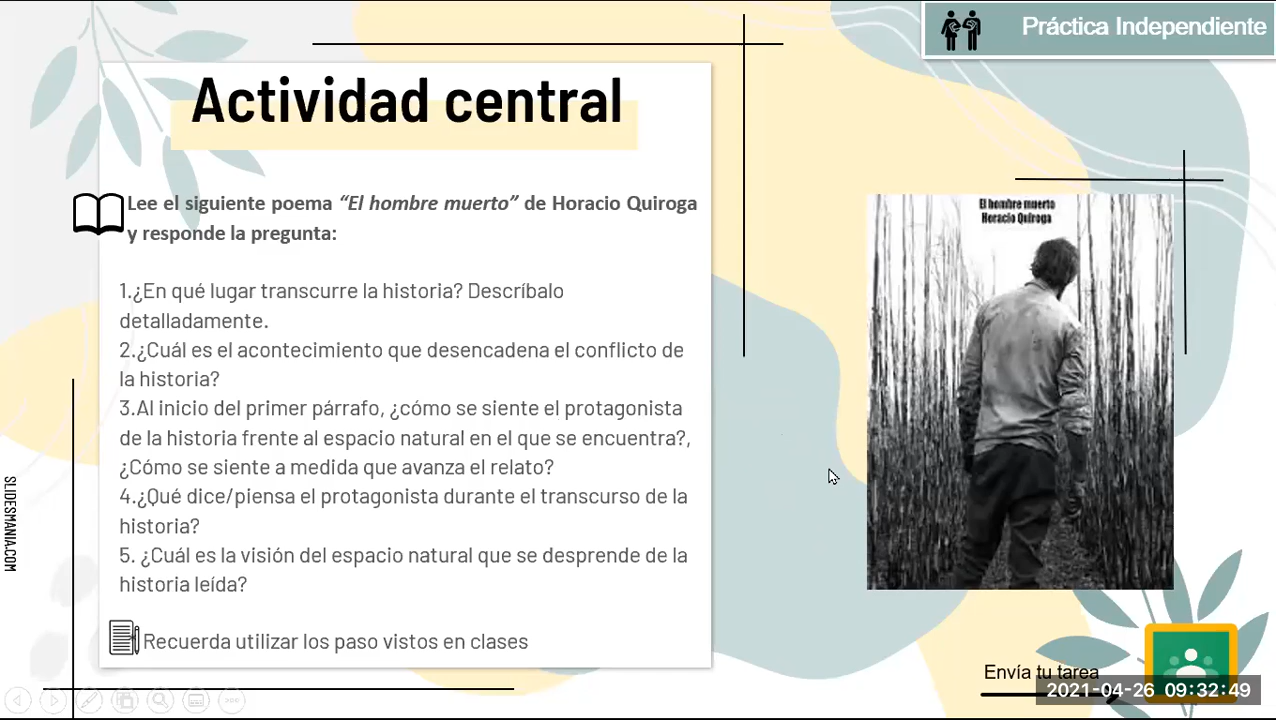 Práctica Independiente
Actividad central
Lee el siguiente poema “El hombre muerto” de Horacio Quiroga
y responde la pregunta:
1.¿En qué lugar transcurre la historia? Descríbalo
detalladamente.
2.¿Cuál es el acontecimiento que desencadena el conflicto de
la historia?
3.Al inicio del primer párrafo, ¿cómo se siente el protagonista
de la historia frente al espacio natural en el que se encuentra?,
¿Cómo se siente a medida que avanza el relato?
4.¿Qué dice/piensa el protagonista durante el transcurso de la
historia?
5. ¿Cuál es la visión del espacio natural que se desprende de la
historia leída?
Recuerda utilizar los paso vistos en clases
El hombre muerto
Horacio Quiroga
SLIDESMANIA.COM
Envía tu tarea
2021-04-26 09:32:49